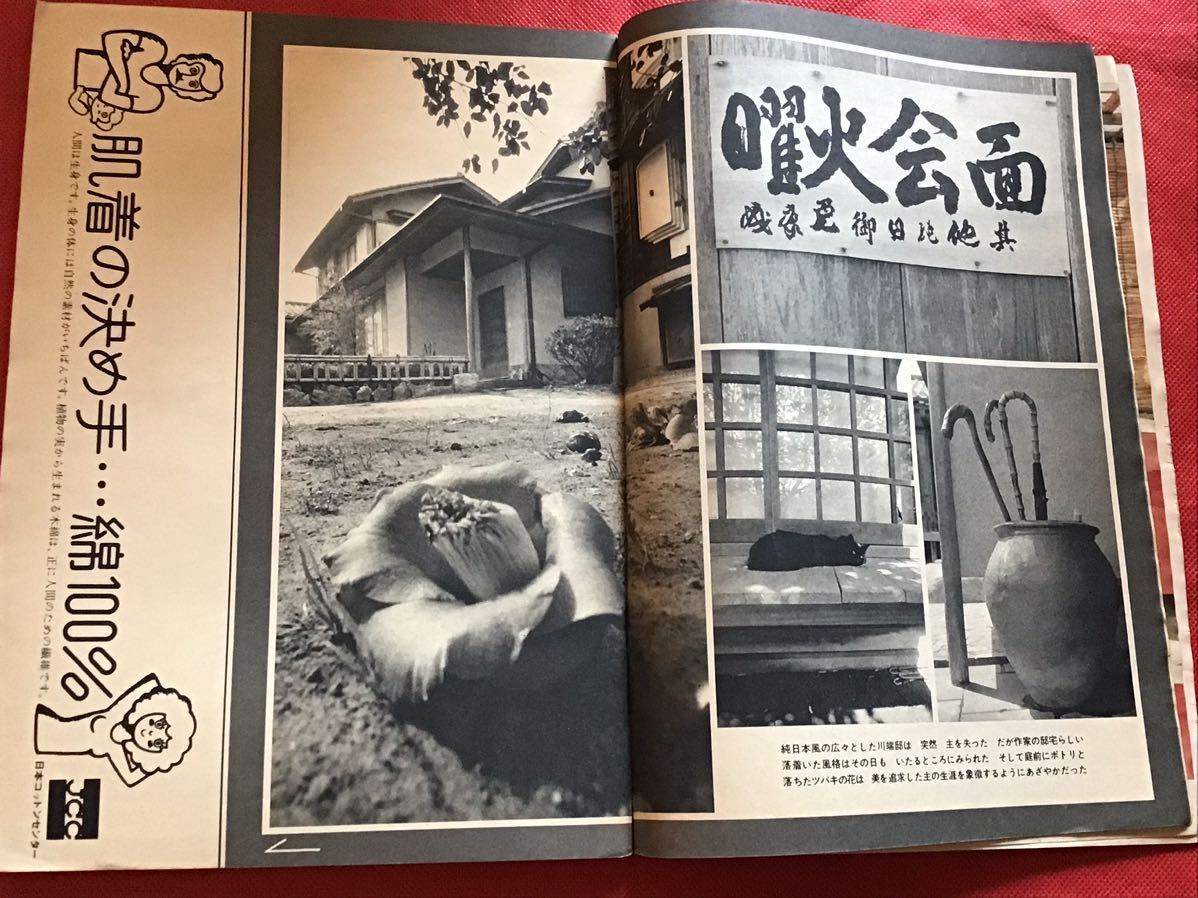 肌着の決め手…綿100%
人間は生身です。生身の体には自然の素材がいちばんです。植物の実から生まれる木綿は、正に人間のための繊維です。
JCC
日本コットンセンター
面会火曜
其他 日御
純日本風の広々とした川端邸は　突然　主を失った　だが作家の邸宅らしい
落着いた風格はその日も　いたるところにみられた　そして庭前にポトリと
落ちたツバキの花は　美を追求した主の生涯を象徴するようにあざやかだった